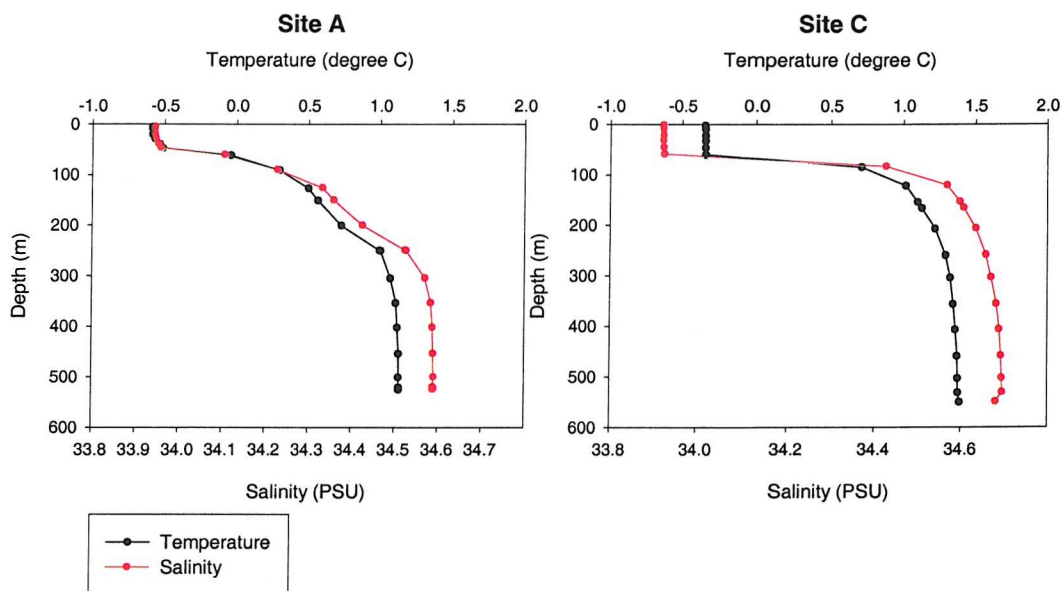 Site A
Temperature (degree C)
-1.0 -0.5 0.0 0.5 1.0 1.5 2.0
0
100
200
300
400
500
600
Depth (m)
33.8 33.9 34.0 34.1 34.2 34.3 34.4 34.5 34.6 34.7
Salinity (PSU)
Site C
Temperature (degree C)
-1.0 -0.5 0.0 0.5 1.0 1.5 2.0
0
100
200
300
400
500
600
Depth (m)
33.8 34.0 34.2 34.4 34.6
Salinity (PSU)
Temperature
Salinity